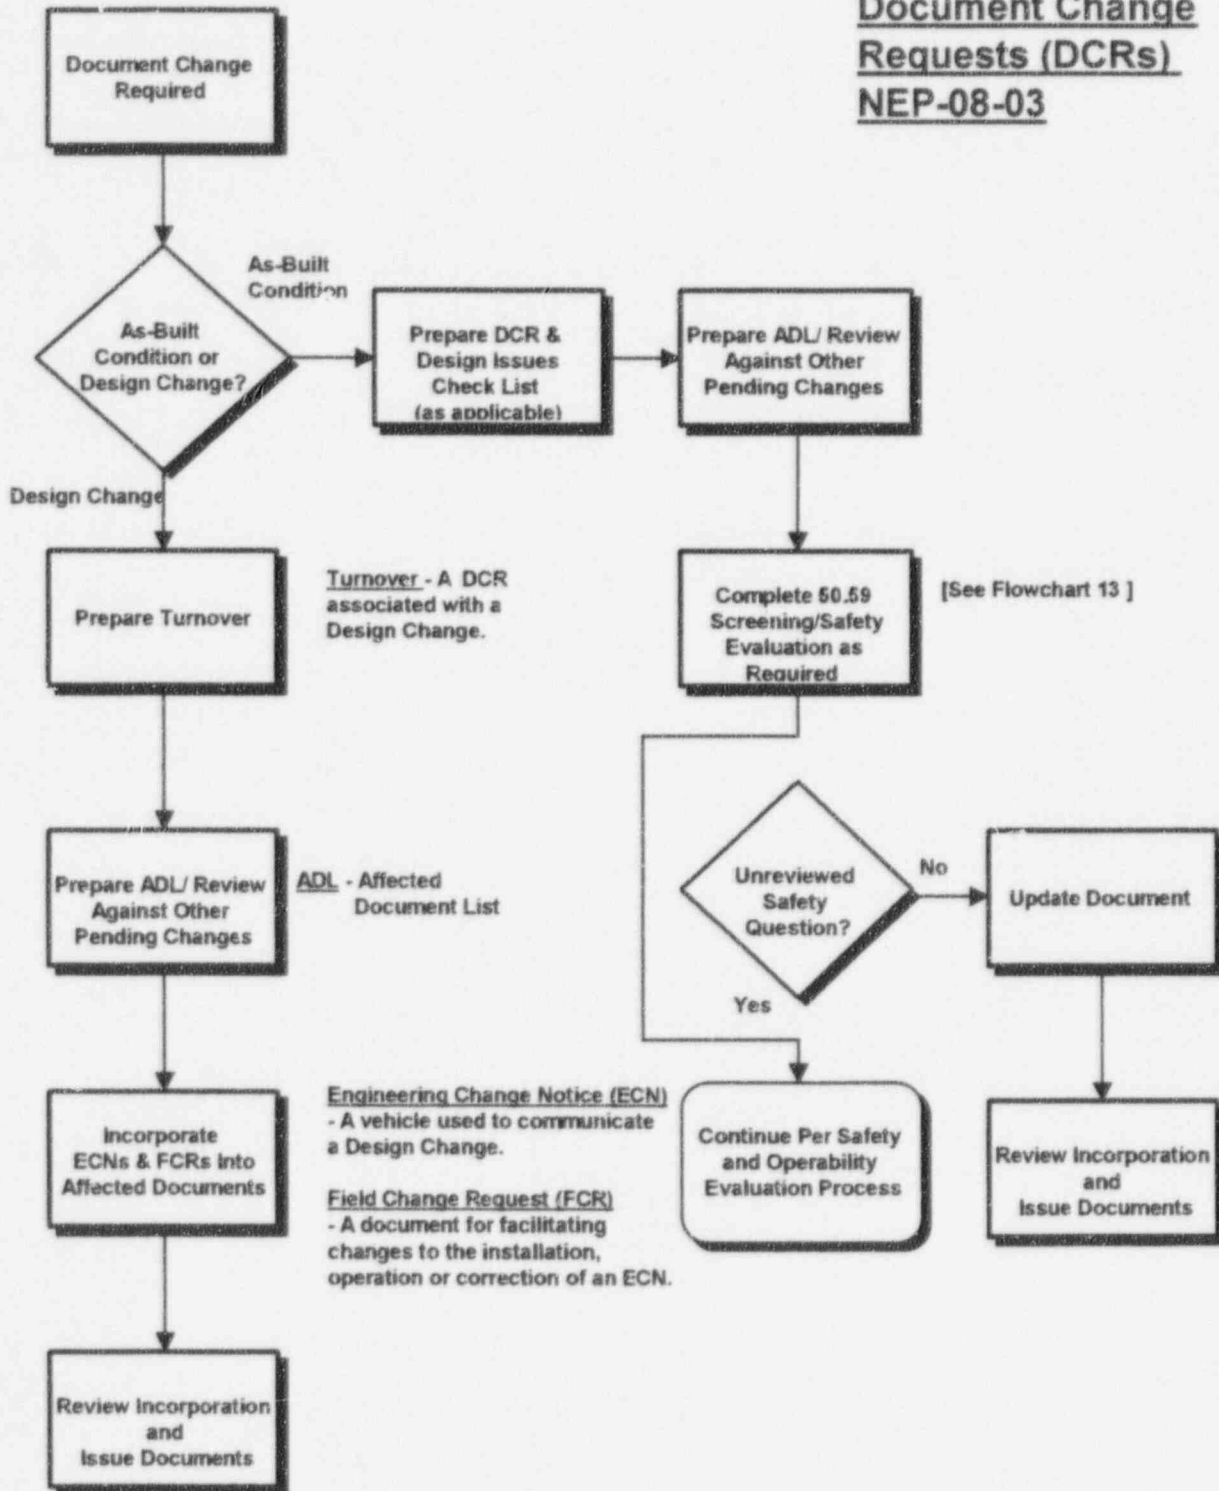 Document Change
Requests (DCRs)
NEP-08-03
Document Change
Required
As-Built
Condition or
Design Change?
As-Built
Condition
Prepare DCR &
Design Issues
Check List
(as applicable)
Prepare ADL/ Review
Against Other
Pending Changes
Design Change
Prepare Turnover
Turnover - A DCR
associated with a
Design Change.
Complete 50.59
Screening/Safety
Evaluation as
Required
[See Flowchart 13 ]
Prepare ADL/ Review
Against Other
Pending Changes
ADL - Affected
Document List
Unreviewed
Safety
Question?
No
Yes
Update Document
Incorporate
ECNs & FCRs Into
Affected Documents
Engineering Change Notice (ECN)
- A vehicle used to communicate
a Design Change.
Field Change Request (FCR)
- A document for facilitating
changes to the installation,
operation or correction of an ECN.
Continue Per Safety
and Operability
Evaluation Process
Review Incorporation
and
Issue Documents
Review Incorporation
and
Issue Documents